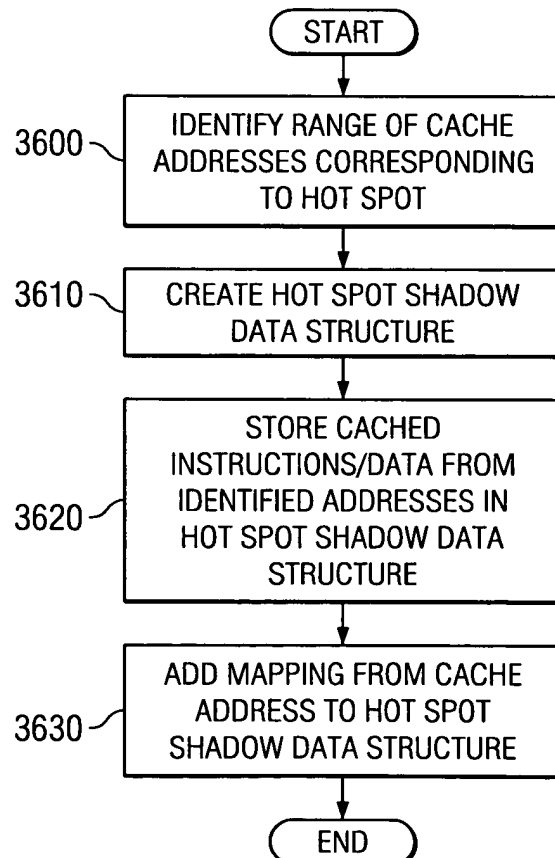 START
3600
IDENTIFY RANGE OF CACHE
ADDRESSES CORRESPONDING
TO HOT SPOT
3610
CREATE HOT SPOT SHADOW
DATA STRUCTURE
3620
STORE CACHED
INSTRUCTIONS/DATA FROM
IDENTIFIED ADDRESSES IN
HOT SPOT SHADOW DATA
STRUCTURE
3630
ADD MAPPING FROM CACHE
ADDRESS TO HOT SPOT
SHADOW DATA STRUCTURE
END